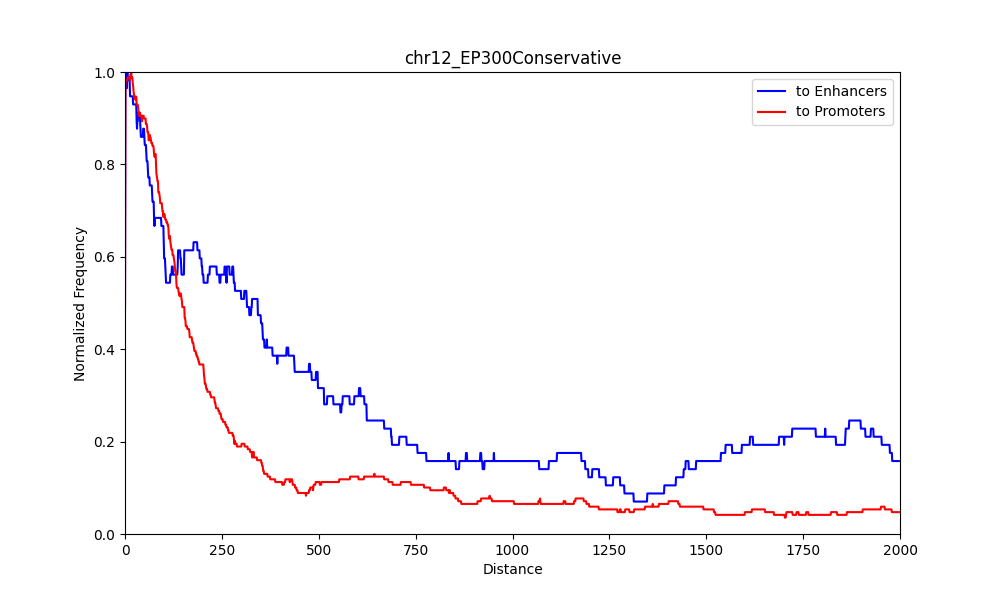 chr12_EP300Conservative
to Enhancers
to Promoters
Normalized Frequency
1.0
0.8
0.6
0.4
0.2
0.0
0 250 500 750 1000 1250 1500 1750 2000
Distance